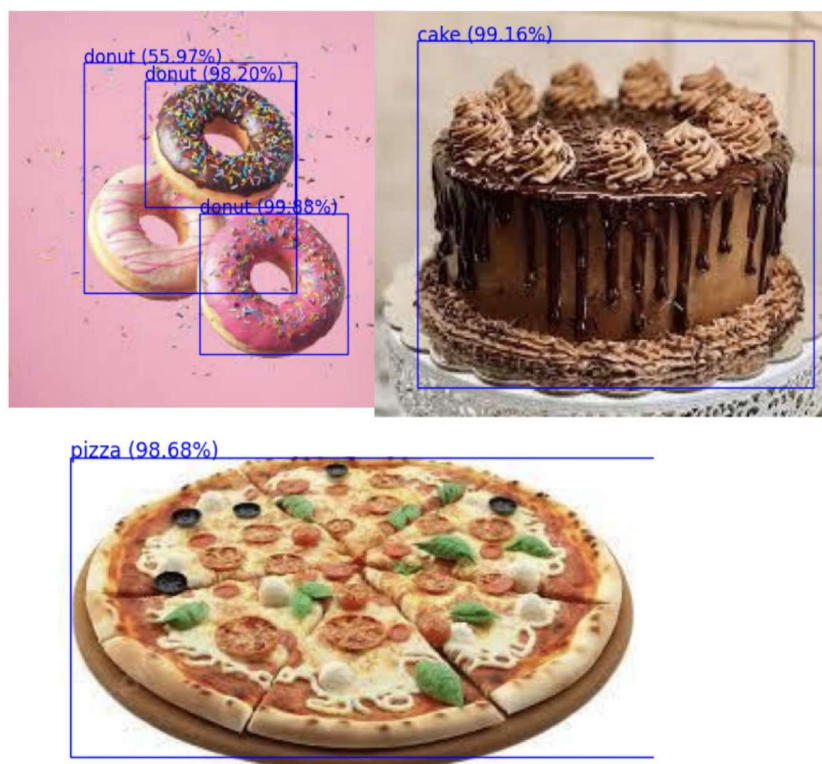 donut (55.97%)
donut (98.20%)
donut (99.88%)
cake (99.16%)
pizza (98.68%)